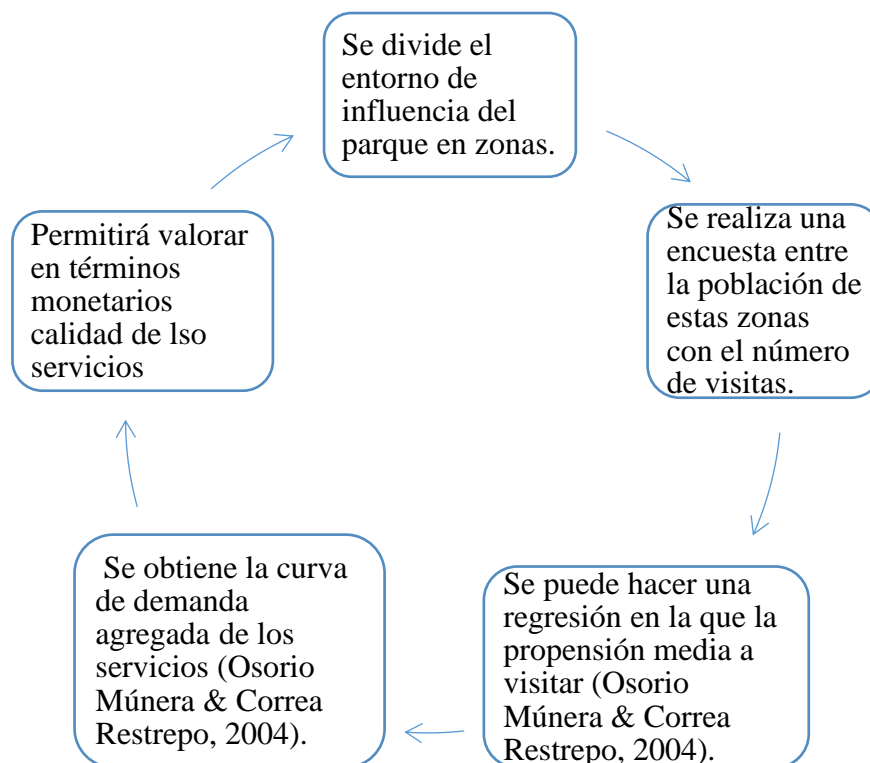 Se divide el
entorno de
influencia del
parque en zonas.
Se realiza una
encuesta entre
la población de
estas zonas
con el número
de visitas.
Se puede hacer una
regresión en la que la
propensión media a
visitar (Osorio
Múnera & Correa
Restrepo, 2004).
Se obtiene la curva
de demanda
agregada de los
servicios (Osorio
Múnera & Correa
Restrepo, 2004).
Permitirá valorar
en términos
monetarios
calidad de lso
servicios